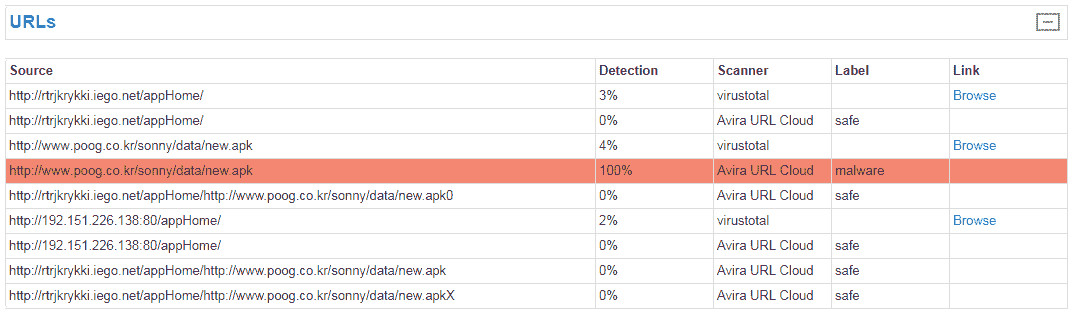 URLs
Source Detection Scanner Label Link
http://rtrjkrykki.iego.net/appHome/ 3% virustotal Browse
http://rtrjkrykki.iego.net/appHome/ 0% Avira URL Cloud safe
http://www.poog.co.kr/sonny/data/new.apk 4% virustotal Browse
http://www.poog.co.kr/sonny/data/new.apk 100% Avira URL Cloud malware
http://rtrjkrykki.iego.net/appHome/http://www.poog.co.kr/sonny/data/new.apk0 0% Avira URL Cloud safe
http://192.151.226.138:80/appHome/ 2% virustotal Browse
http://192.151.226.138:80/appHome/ 0% Avira URL Cloud safe
http://rtrjkrykki.iego.net/appHome/http://www.poog.co.kr/sonny/data/new.apk 0% Avira URL Cloud safe
http://rtrjkrykki.iego.net/appHome/http://www.poog.co.kr/sonny/data/new.apkX 0% Avira URL Cloud safe